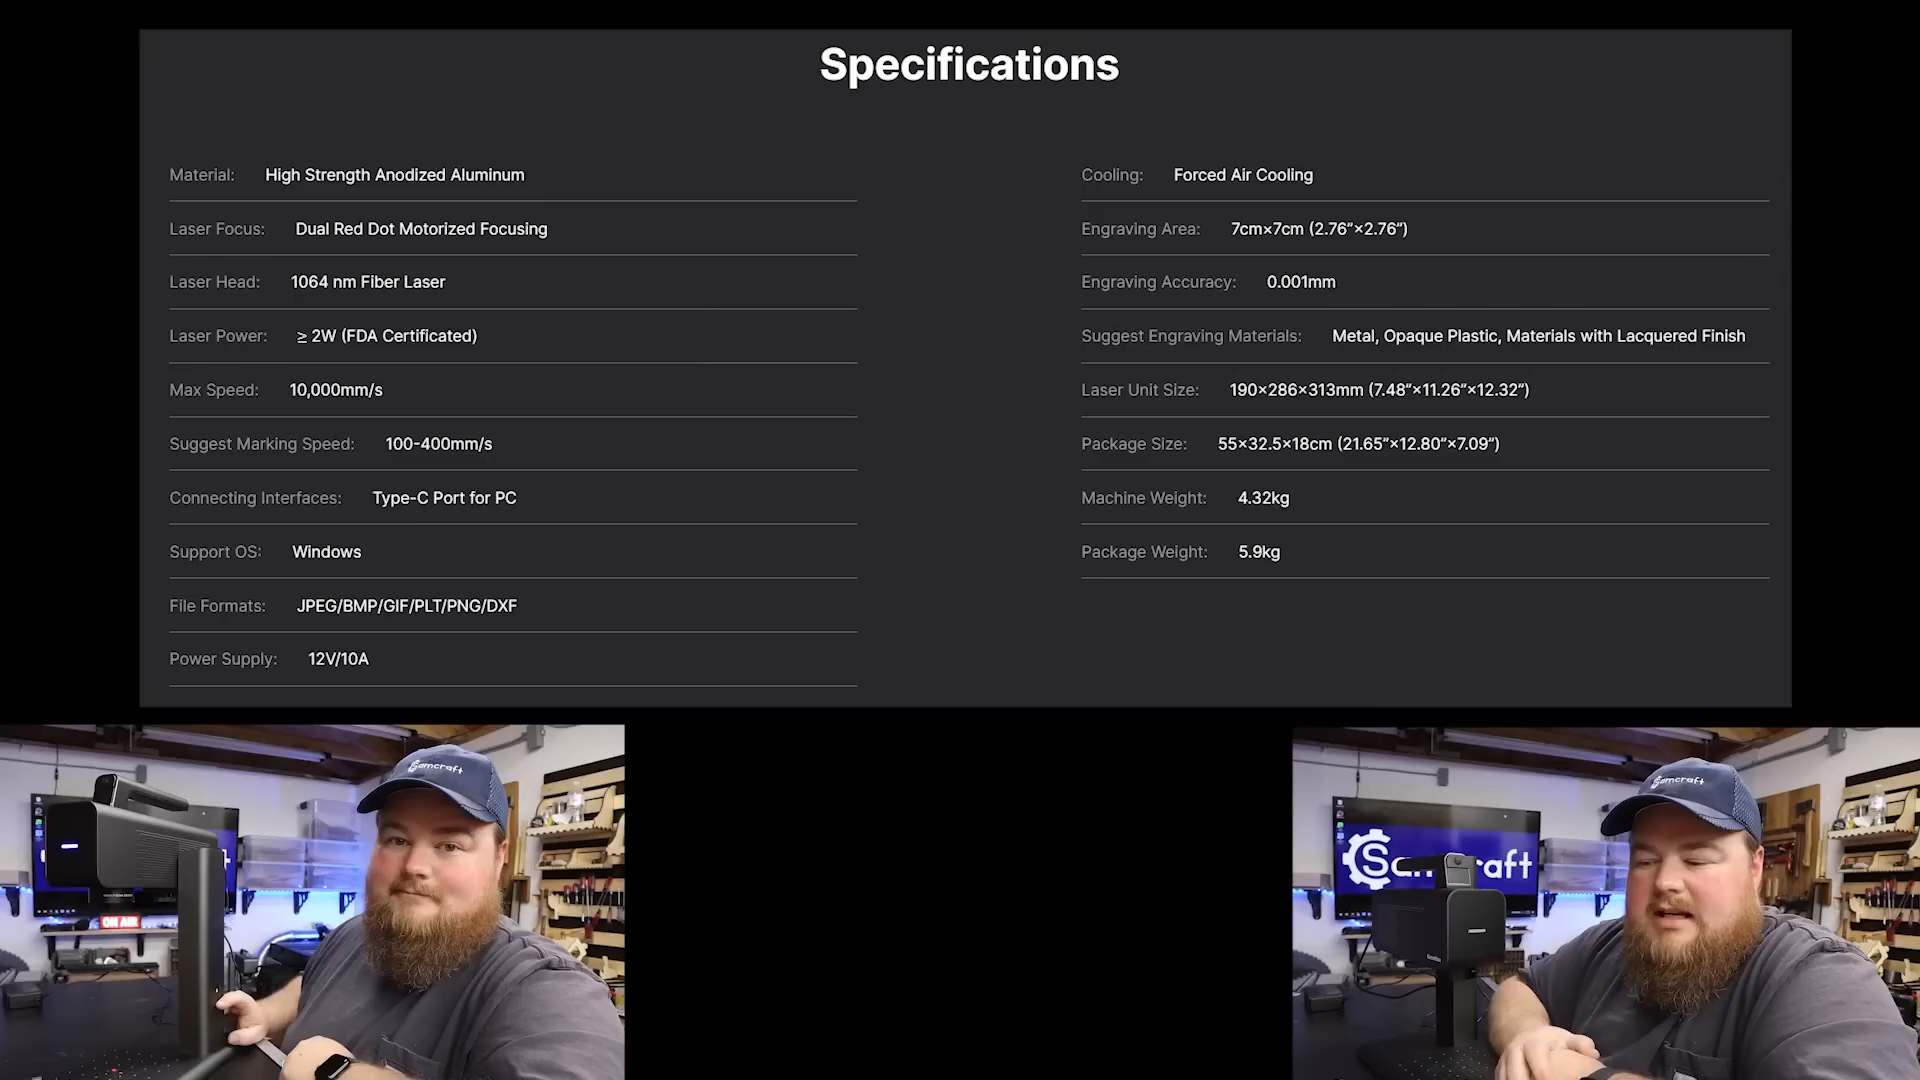 Specifications
Material: High Strength Anodized Aluminum
Laser Focus: Dual Red Dot Motorized Focusing
Laser Head: 1064 nm Fiber Laser
Laser Power: ≥ 2W (FDA Certificated)
Max Speed: 10,000mm/s
Suggest Marking Speed: 100-400mm/s
Connecting Interfaces: Type-C Port for PC
Support OS: Windows
File Formats: JPEG/BMP/GIF/PLT/PNG/DXF
Power Supply: 12V/10A
Cooling: Forced Air Cooling
Engraving Area: 7cm×7cm (2.76”×2.76”)
Engraving Accuracy: 0.001mm
Suggest Engraving Materials: Metal, Opaque Plastic, Materials with Lacquered Finish
Laser Unit Size: 190×286×313mm (7.48”×11.26”×12.32”)
Package Size: 55×32.5×18cm (21.65”×12.80”×7.09”)
Machine Weight: 4.32kg
Package Weight: 5.9kg
Samcraft
ON AIR
Samcraft
Sam raft